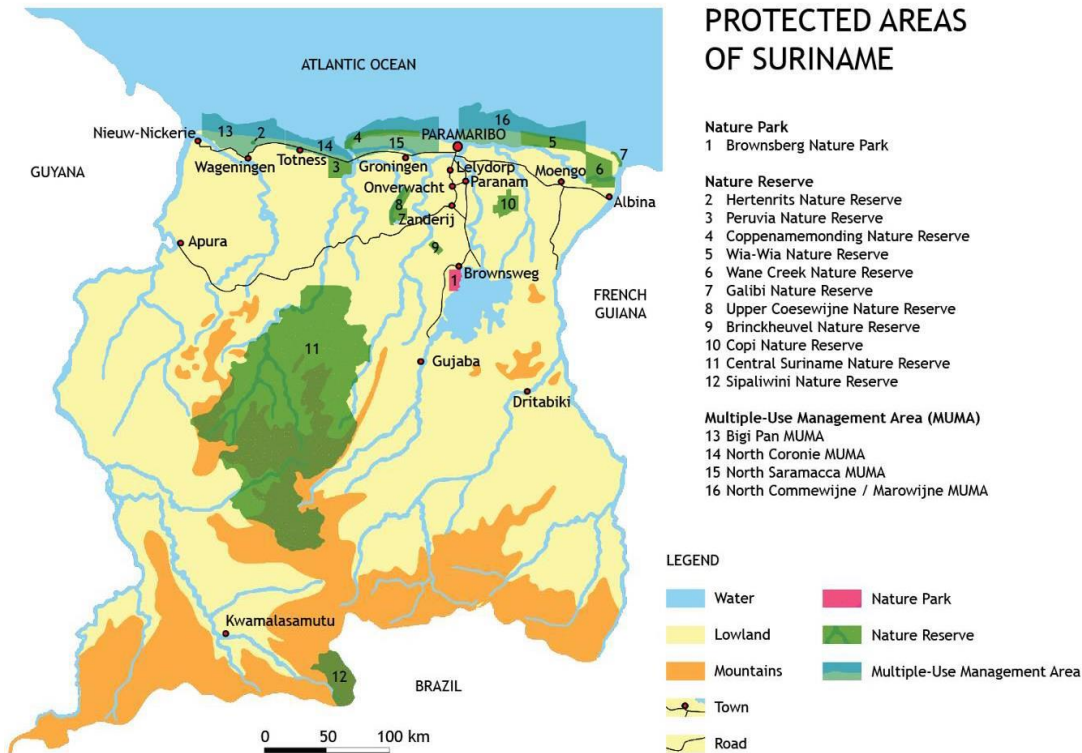 PROTECTED AREAS
OF SURINAME
Nature Park
1 Brownsberg Nature Park
Nature Reserve
2 Hertenrits Nature Reserve
3 Peruvia Nature Reserve
4 Coppenamemonding Nature Reserve
5 Wia-Wia Nature Reserve
6 Wane Creek Nature Reserve
7 Galibi Nature Reserve
8 Upper Coesewijne Nature Reserve
9 Brinckheuvel Nature Reserve
10 Copi Nature Reserve
11 Central Suriname Nature Reserve
12 Sipaliwini Nature Reserve
Multiple-Use Management Area (MUMA)
13 Bigi Pan MUMA
14 North Coronie MUMA
15 North Saramacca MUMA
16 North Commewijne / Marowijne MUMA
LEGEND
Water
Lowland
Mountains
Town
Road
Nature Park
Nature Reserve
Multiple-Use Management Area
ATLANTIC OCEAN
16
Nieuw-Nickerie
13
2
14
4
15
PARAMARIBO
5
7
GUYANA
Wageningen
Totness
3
Groningen
Lelydorp
Moengo
6
Onverwacht
Paranam
Albina
8
Zanderij
10
Apura
9
Brownsweg
1
FRENCH
GUIANA
11
Gujaba
Dritabiki
Kwamalasamutu
12
BRAZIL
0 50 100 km